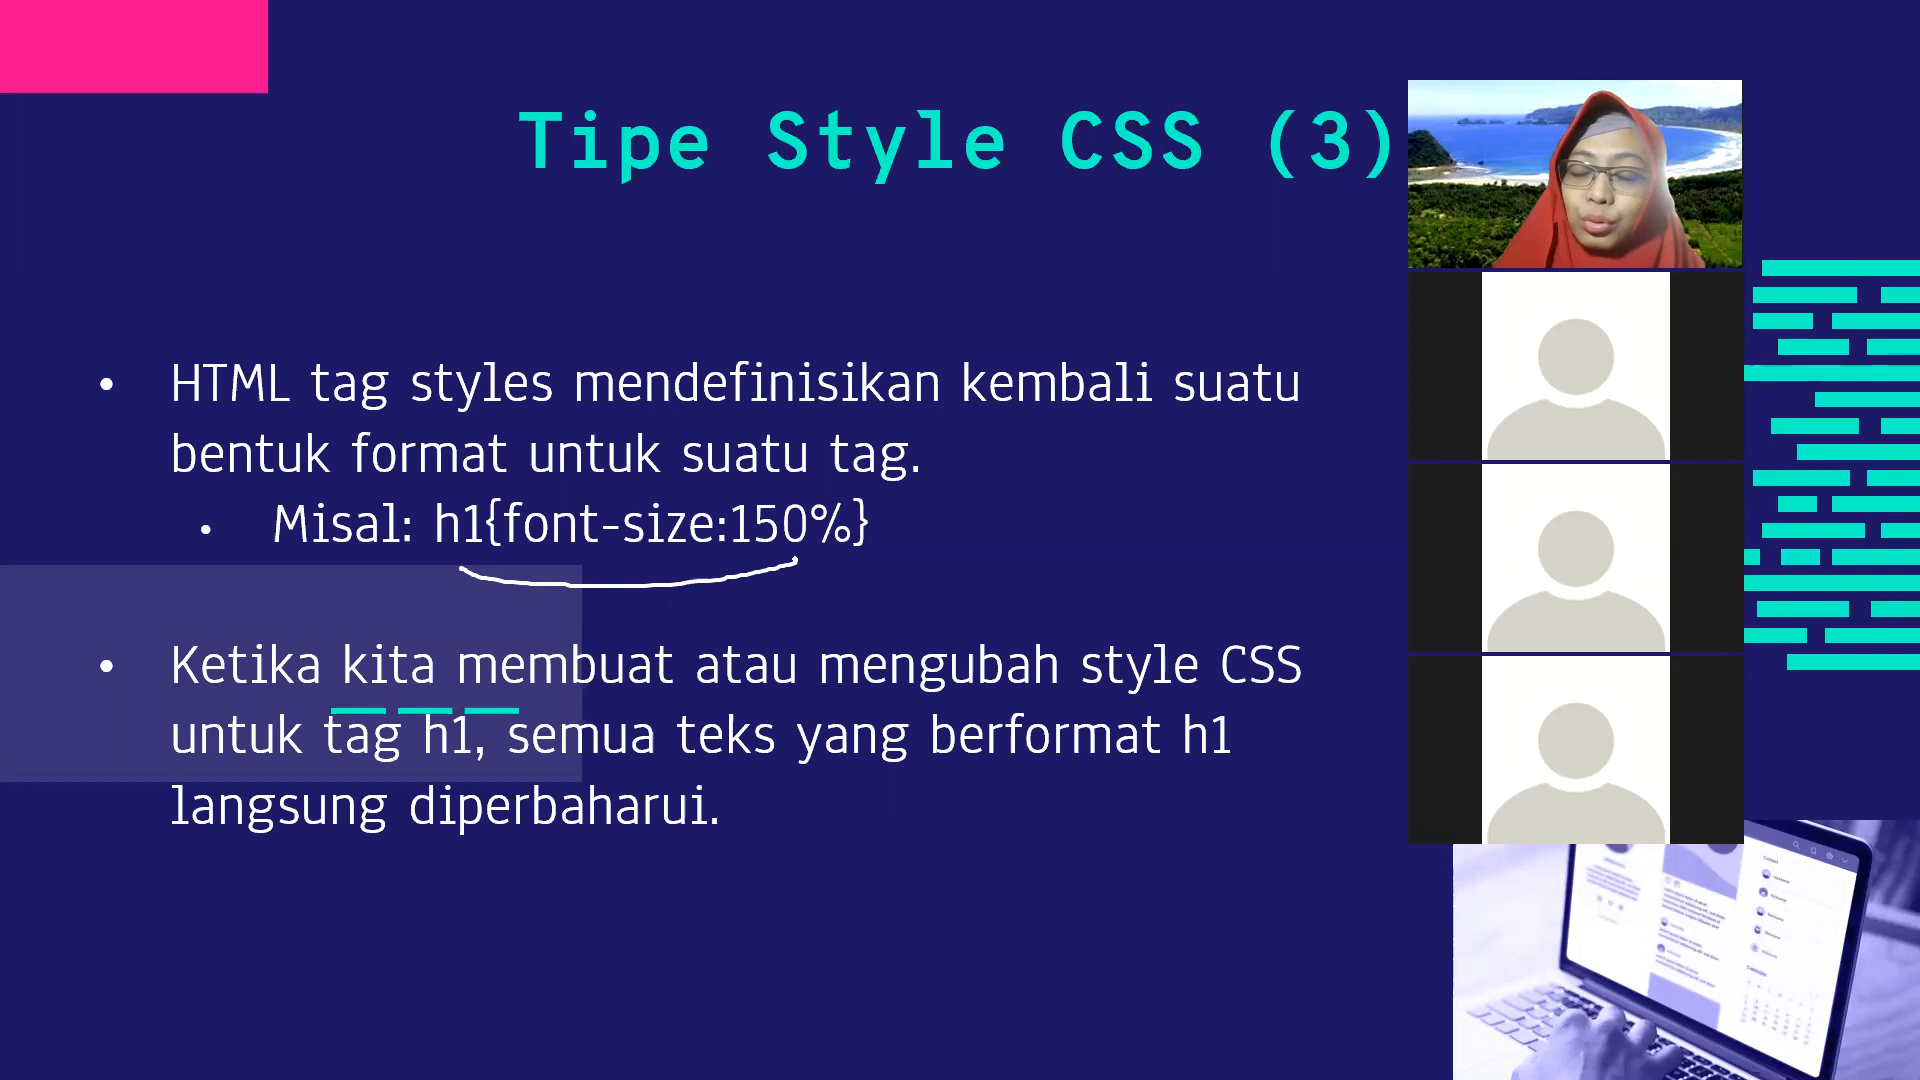 Tipe Style CSS (3)
• HTML tag styles mendefinisikan kembali suatu
bentuk format untuk suatu tag.
• Misal: h1{font-size:150%}
• Ketika kita membuat atau mengubah style CSS
untuk tag h1, semua teks yang berformat h1
langsung diperbaharui.